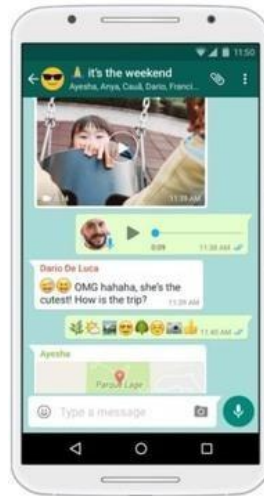 11:50
🙏 it's the weekend
Ayesha, Anya, Cauã, Dario, Franci...
11:39 AM
0:09
11:38 AM
Dario De Luca
😅😄 OMG hahaha, she's the
cutest! How is the trip?
11:39 AM
11:40 AM
Ayesha
Parque Lage
Type a message